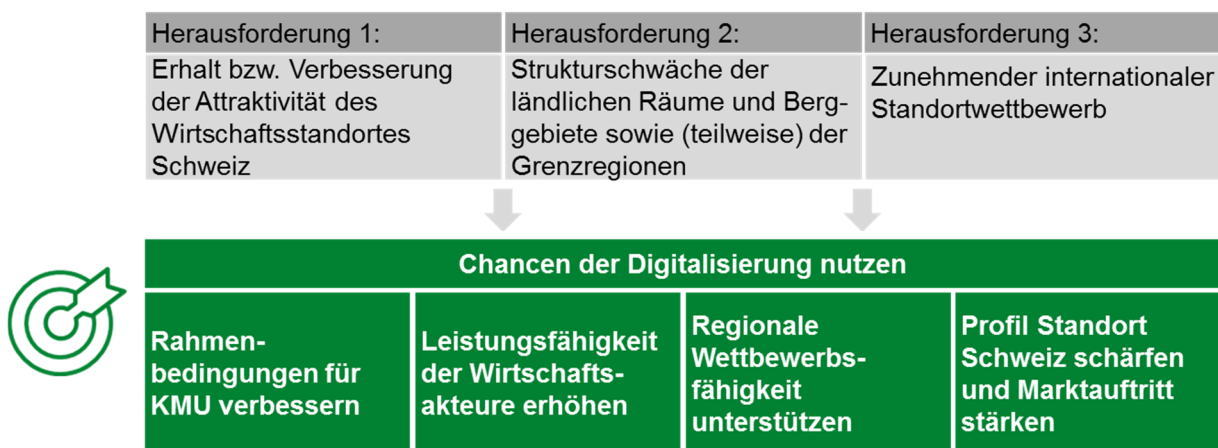 Herausforderung 1:
Erhalt bzw. Verbesserung
der Attraktivität des
Wirtschaftsstandortes
Schweiz
Herausforderung 2:
Strukturschwäche der
ländlichen Räume und Berg-
ggebiete sowie (teilweise) der
Grenzregionen
Herausforderung 3:
Zunehmender internationaler
Standortwettbewerb
Chancen der Digitalisierung nutzen
Rahmen-
bedingungen für
KMU verbessern
Leistungsfähigkeit
der Wirtschafts-
akteure erhöhen
Regionale
Wettbewerbs-
fähigkeit
unterstützen
Profil Standort
Schweiz schärfen
und Marktauftritt
stärken